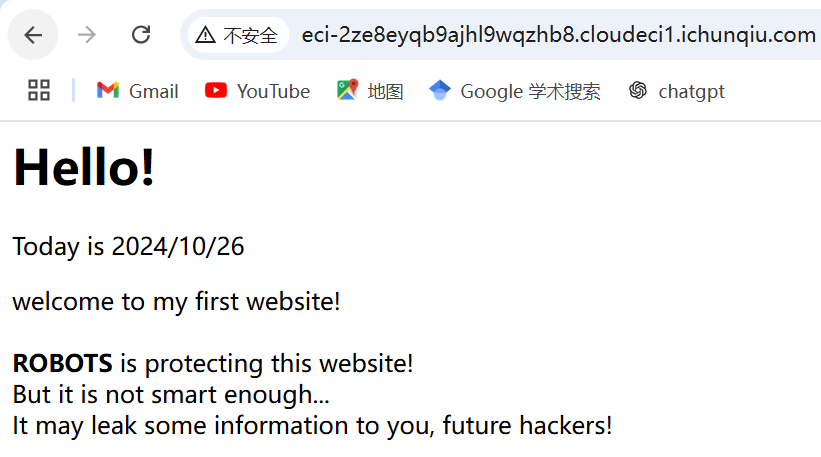 不安全 eci-2ze8eyqb9ajhl9wqzhb8.cloudeci1.ichunqiu.com
Gmail YouTube 地图 Google 学术搜索 chatgpt
Hello!
Today is 2024/10/26
welcome to my first website!
ROBOTS is protecting this website!
But it is not smart enough...
It may leak some information to you, future hackers!